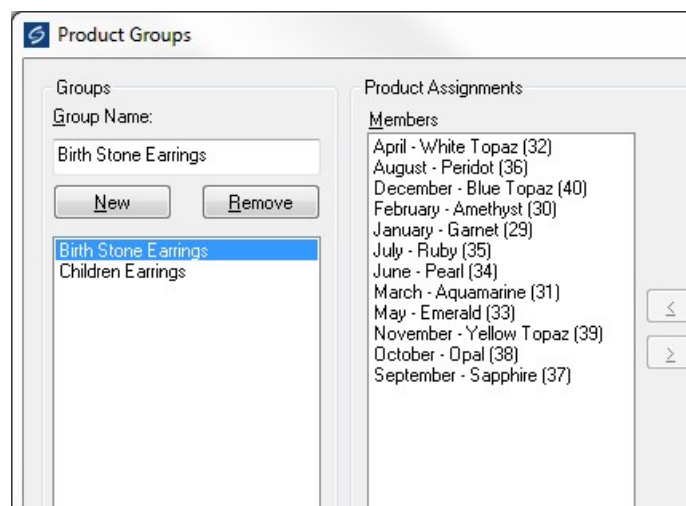 Product Groups
Groups
Group Name:
Birth Stone Earrings
New
Remove
Birth Stone Earrings
Children Earrings
Product Assignments
Members
April - White Topaz (32)
August - Peridot (36)
December - Blue Topaz (40)
February - Amethyst (30)
January - Garnet (29)
July - Ruby (35)
June - Pearl (34)
March - Aquamarine (31)
May - Emerald (33)
November - Yellow Topaz (39)
October - Opal (38)
September - Sapphire (37)
<
>